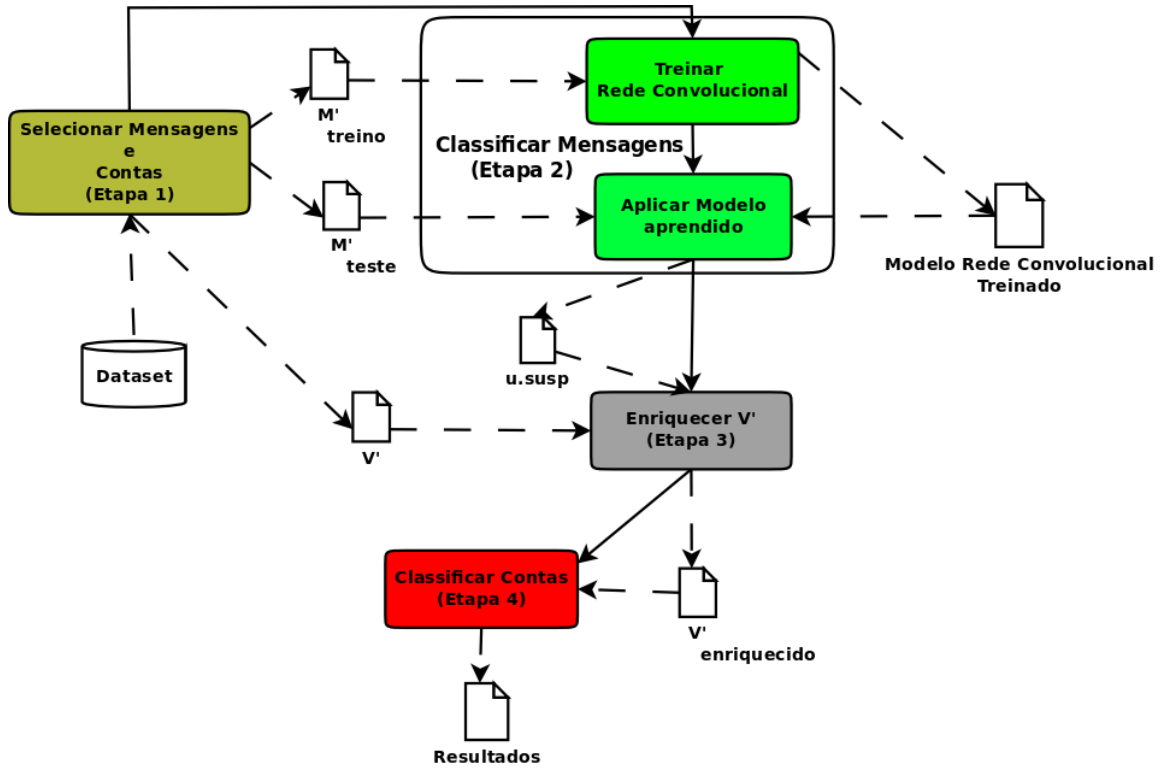 Treinar
Rede Convolucional
M'
treino
Selecionar Mensagens
e
Contas
(Etapa 1)
Classificar Mensagens
(Etapa 2)
Aplicar Modelo
aprendido
M'
teste
Modelo Rede Convolucional
Treinado
Dataset
u.susp
Enriquecer V'
(Etapa 3)
V'
Classificar Contas
(Etapa 4)
V'
enriquecido
Resultados